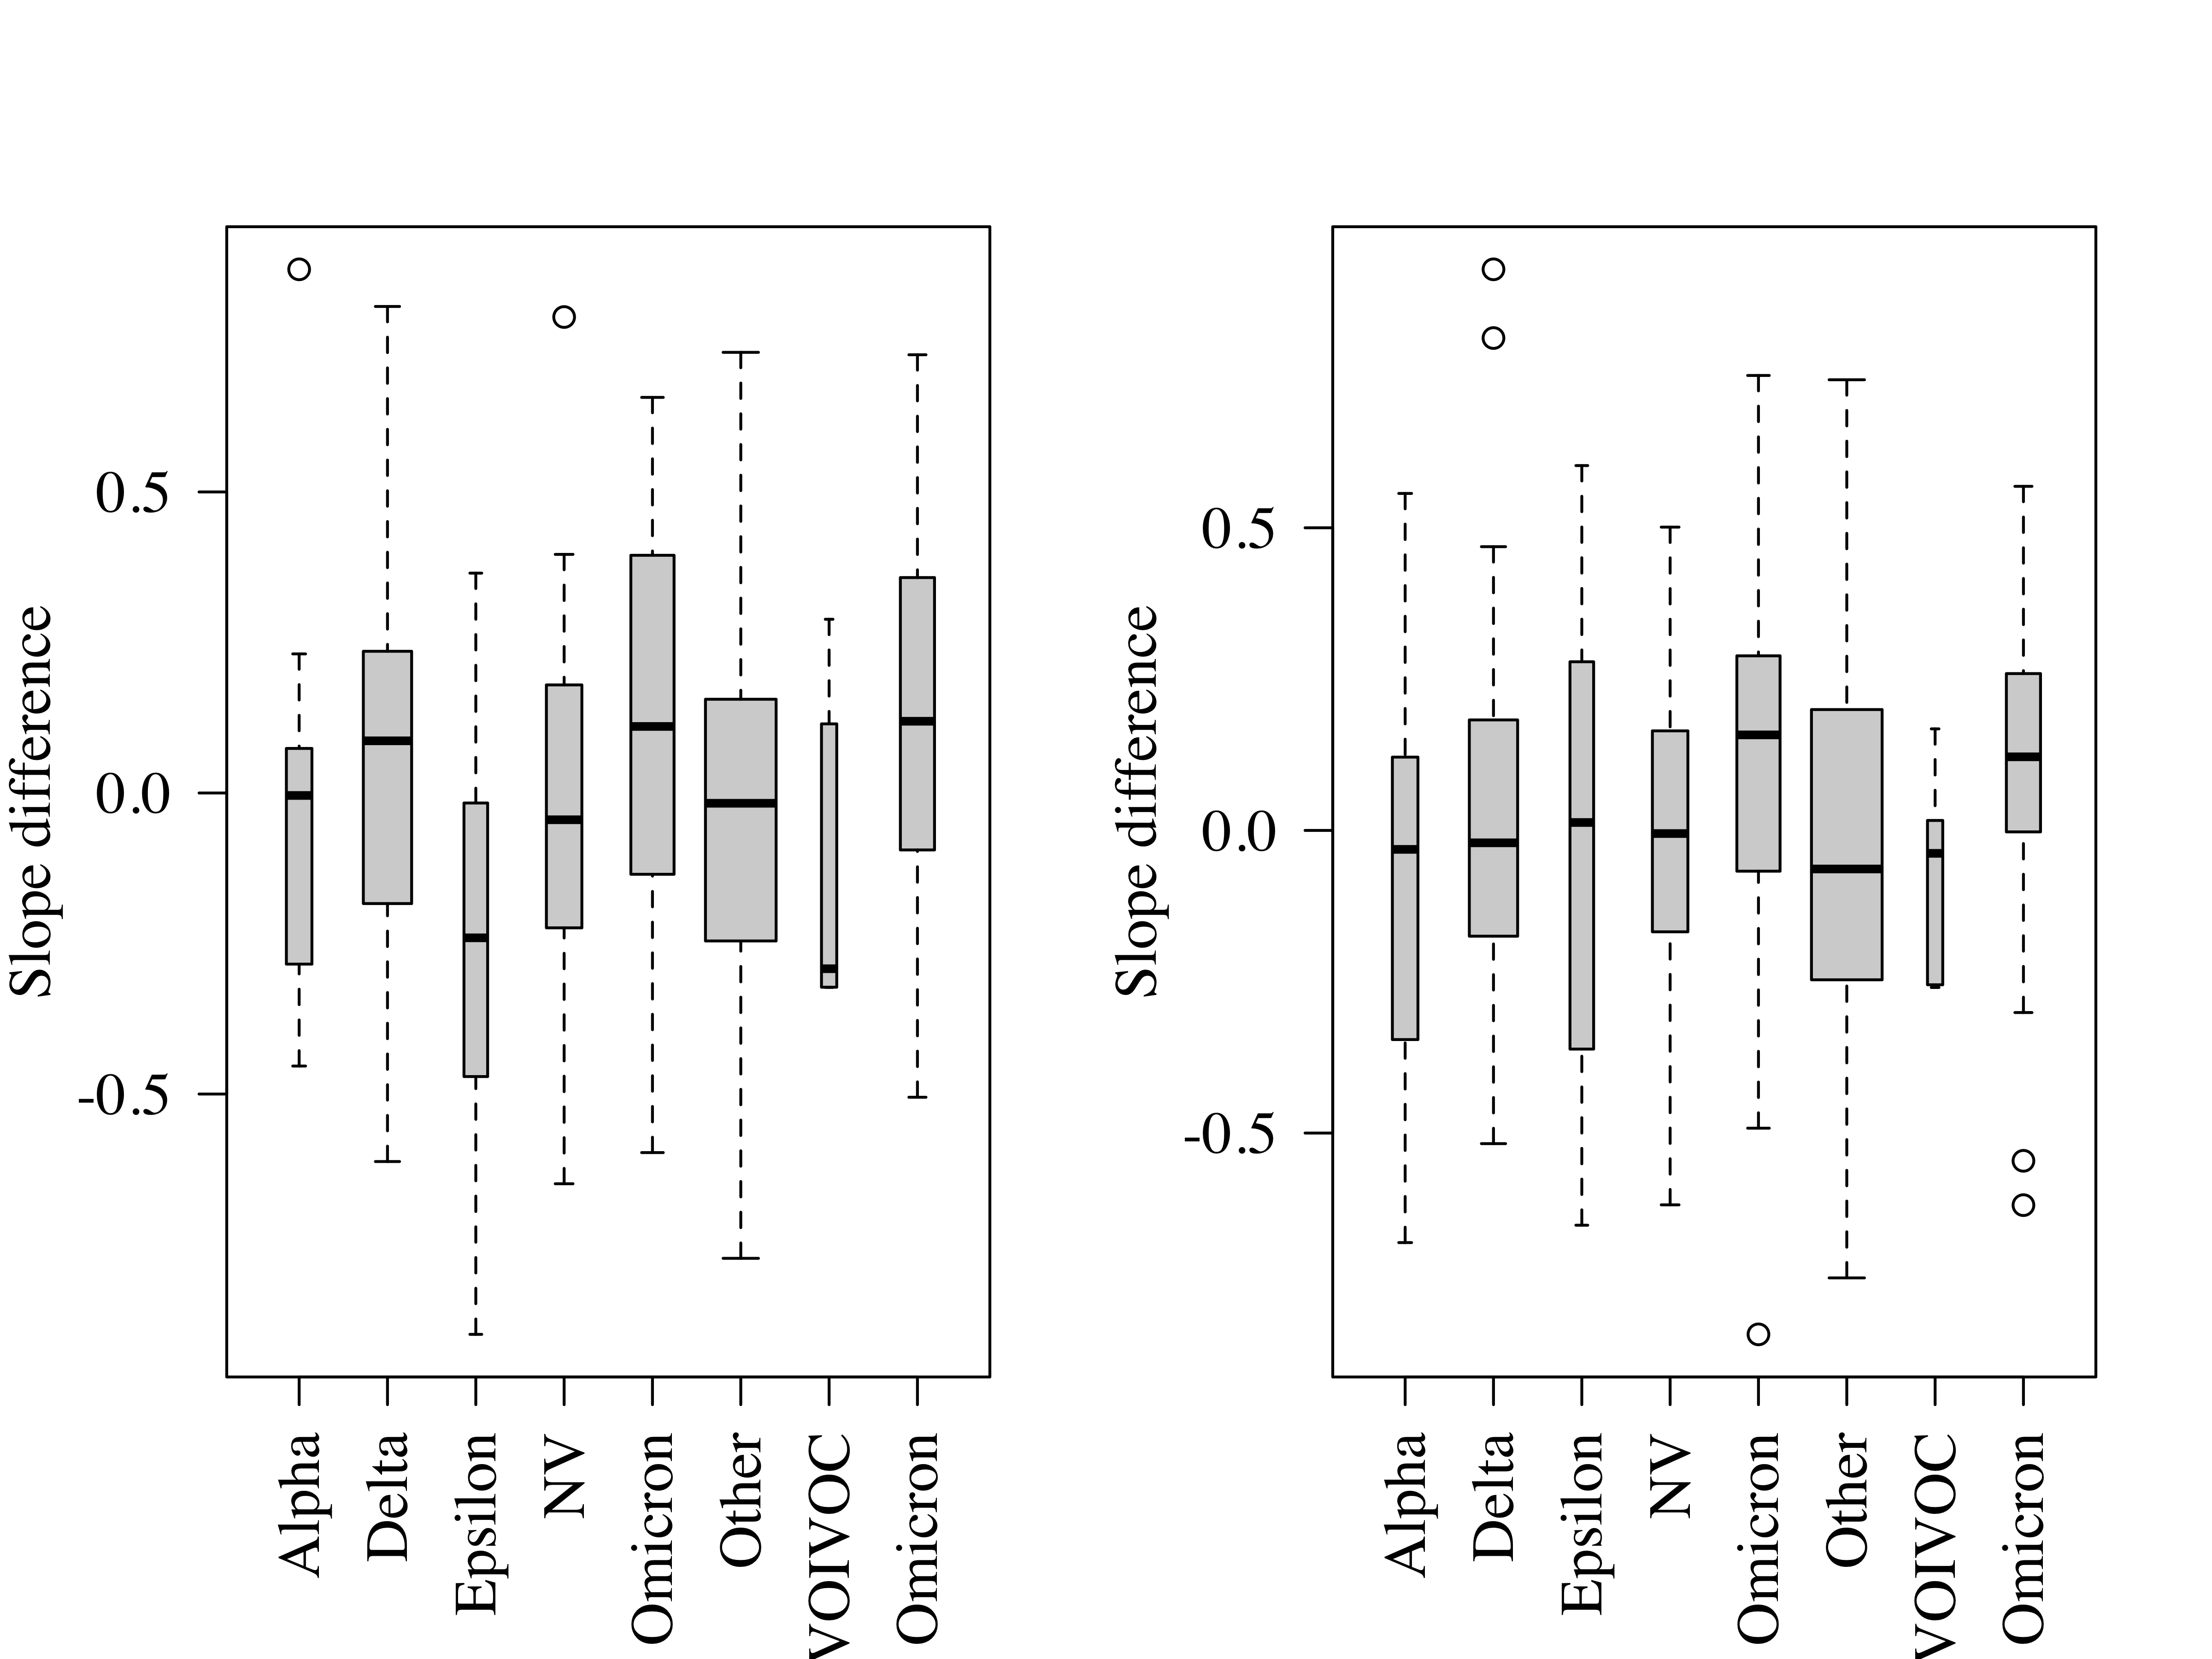 Slope difference
0.5
0.0
-0.5
Alpha
Delta
Epsilon
NV
Omicron
Other
VOIVOC
Omicron
Slope difference
0.5
0.0
-0.5
Alpha
Delta
Epsilon
NV
Omicron
Other
VOIVOC
Omicron